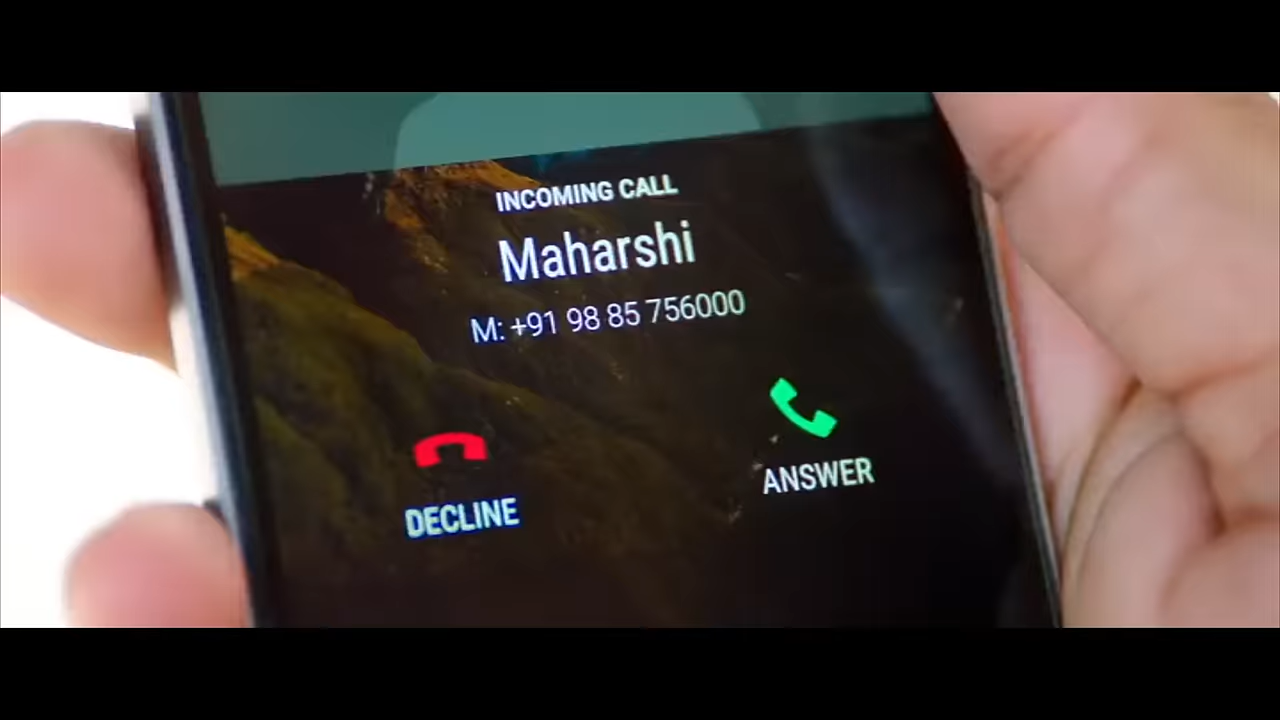 INCOMING CALL
Maharshi
M: +91 98 85 756000
DECLINE
ANSWER